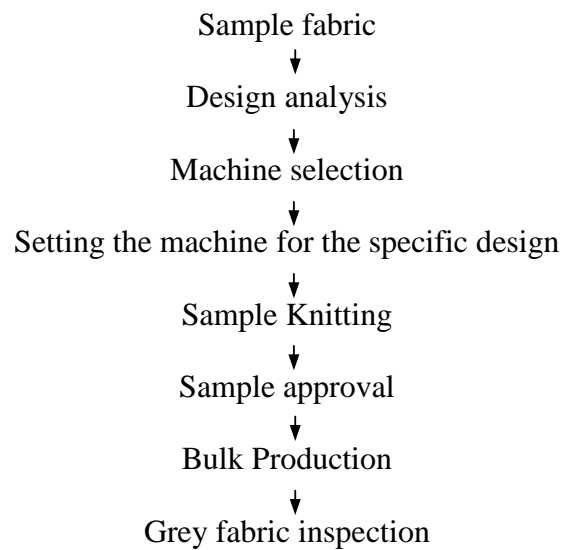 Sample fabric
Design analysis
Machine selection
Setting the machine for the specific design
Sample Knitting
Sample approval
Bulk Production
Grey fabric inspection